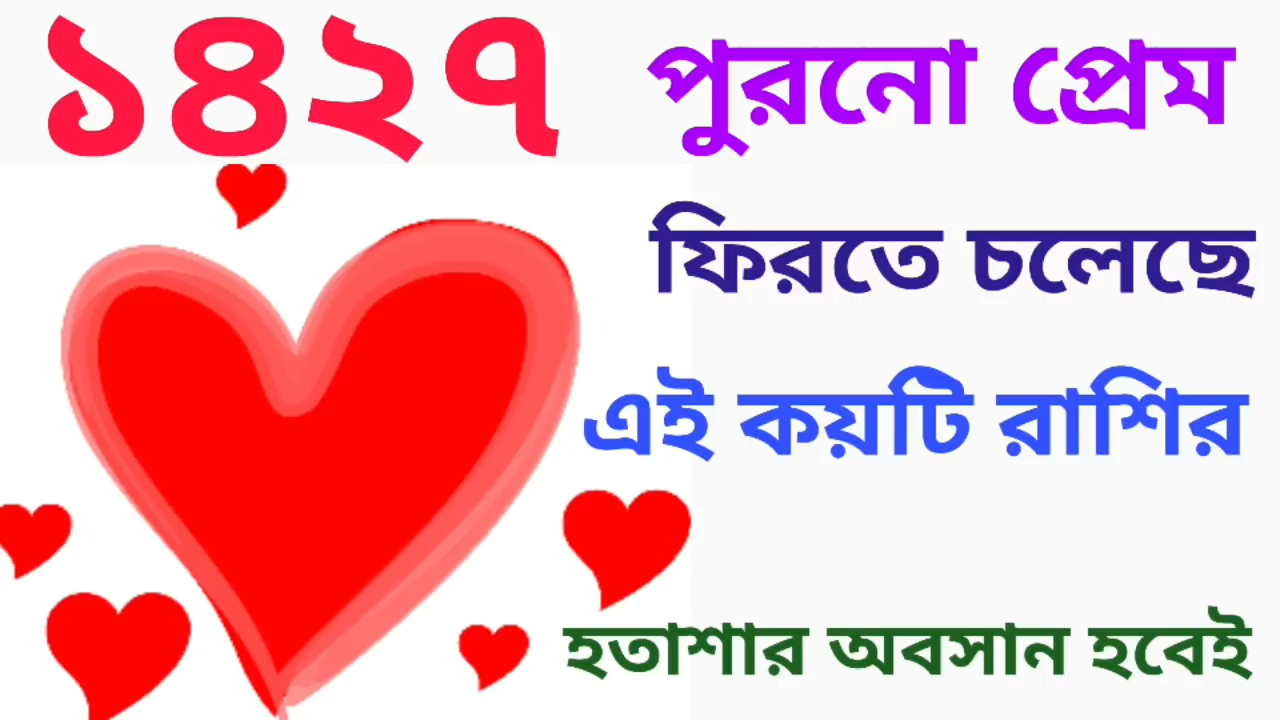 ১৪২৭ পুরনো প্রেম
ফিরতে চলেছে
এই কয়টি রাশির
হতাশার অবসান হবেই